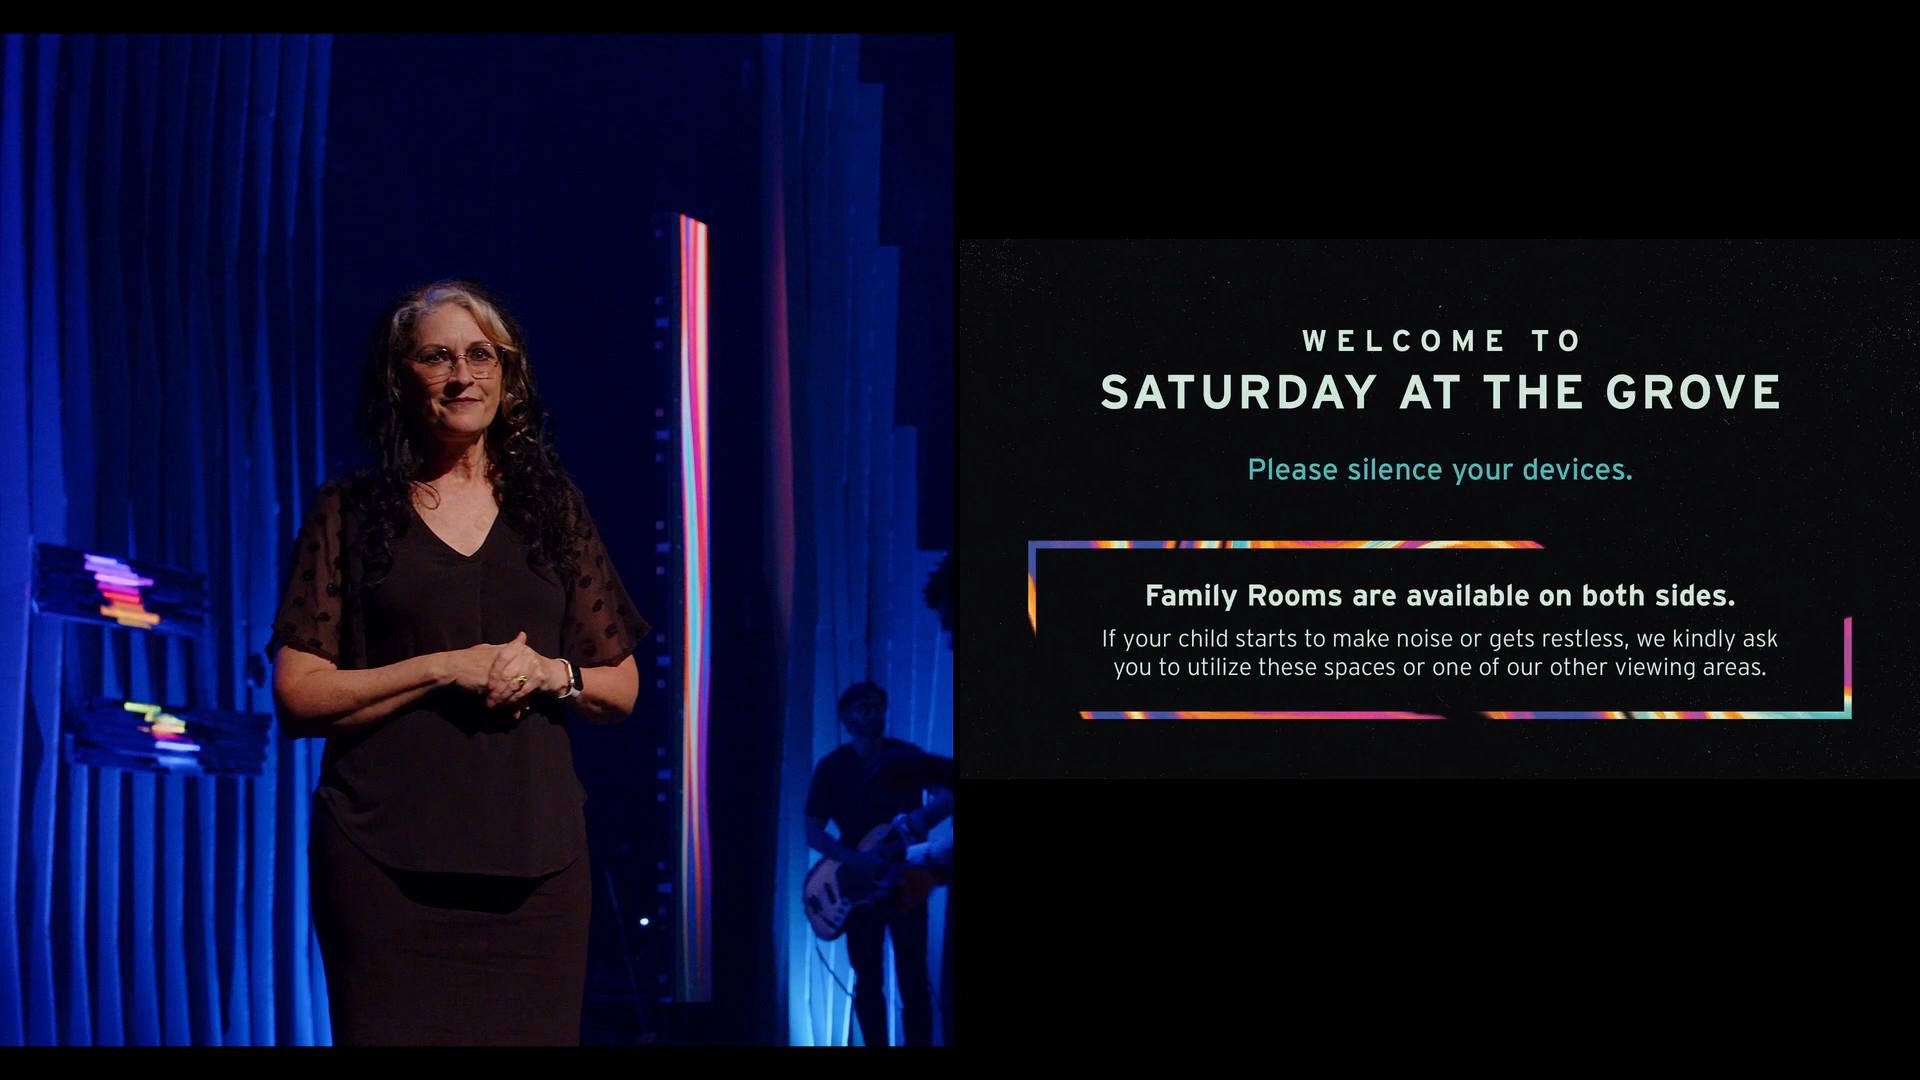 WELCOME TO
SATURDAY AT THE GROVE
Please silence your devices.
Family Rooms are available on both sides.
If your child starts to make noise or gets restless, we kindly ask
you to utilize these spaces or one of our other viewing areas.